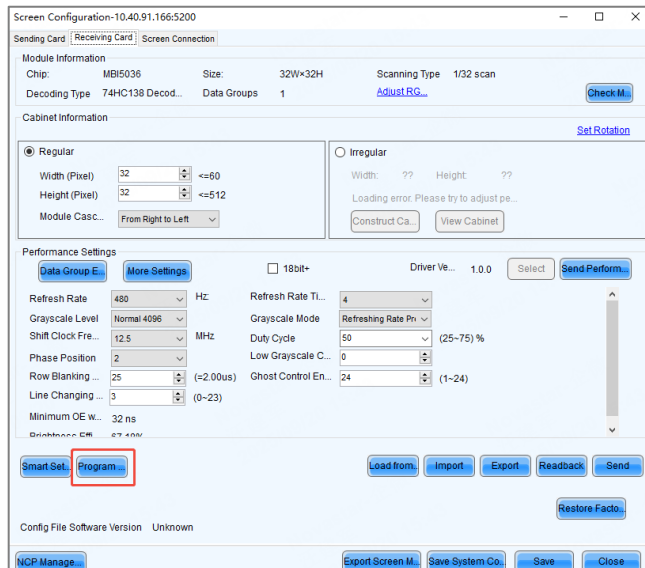 Screen Configuration-10.40.91.166:5200
Sending Card Receiving Card Screen Connection
Module Information
Chip: MBI5036 Size: 32W×32H Scanning Type 1/32 scan
Decoding Type 74HC138 Decod... Data Groups 1 Adjust RG... Check M...
Cabinet Information
Set Rotation
Regular Irregular
Width (Pixel) 32 <=60 Width: ?? Height: ??
Height (Pixel) 32 <=512 Loading error. Please try to adjust pe...
Module Casc... From Right to Left Construct Ca... View Cabinet
Performance Settings
Data Group E... More Settings 18bit+ Driver Ve... 1.0.0 Select Send Perform...
Refresh Rate 480 Hz: Refresh Rate Ti... 4
Grayscale Level Normal 4096 Grayscale Mode Refreshing Rate Pri
Shift Clock Fre... 12.5 MHz Duty Cycle 50 (25~75) %
Phase Position 2 Low Grayscale C... 0
Row Blanking ... 25 (=2.00us) Ghost Control En... 24 (1~24)
Line Changing ... 3 (0~23)
Minimum OE w... 32 ns
Brightness Effi... 67.18%
Smart Set... Program ... Load from... Import Export Readback Send
Restore Facto...
Config File Software Version Unknown
NCP Manage... Export Screen M... Save System Co... Save Close